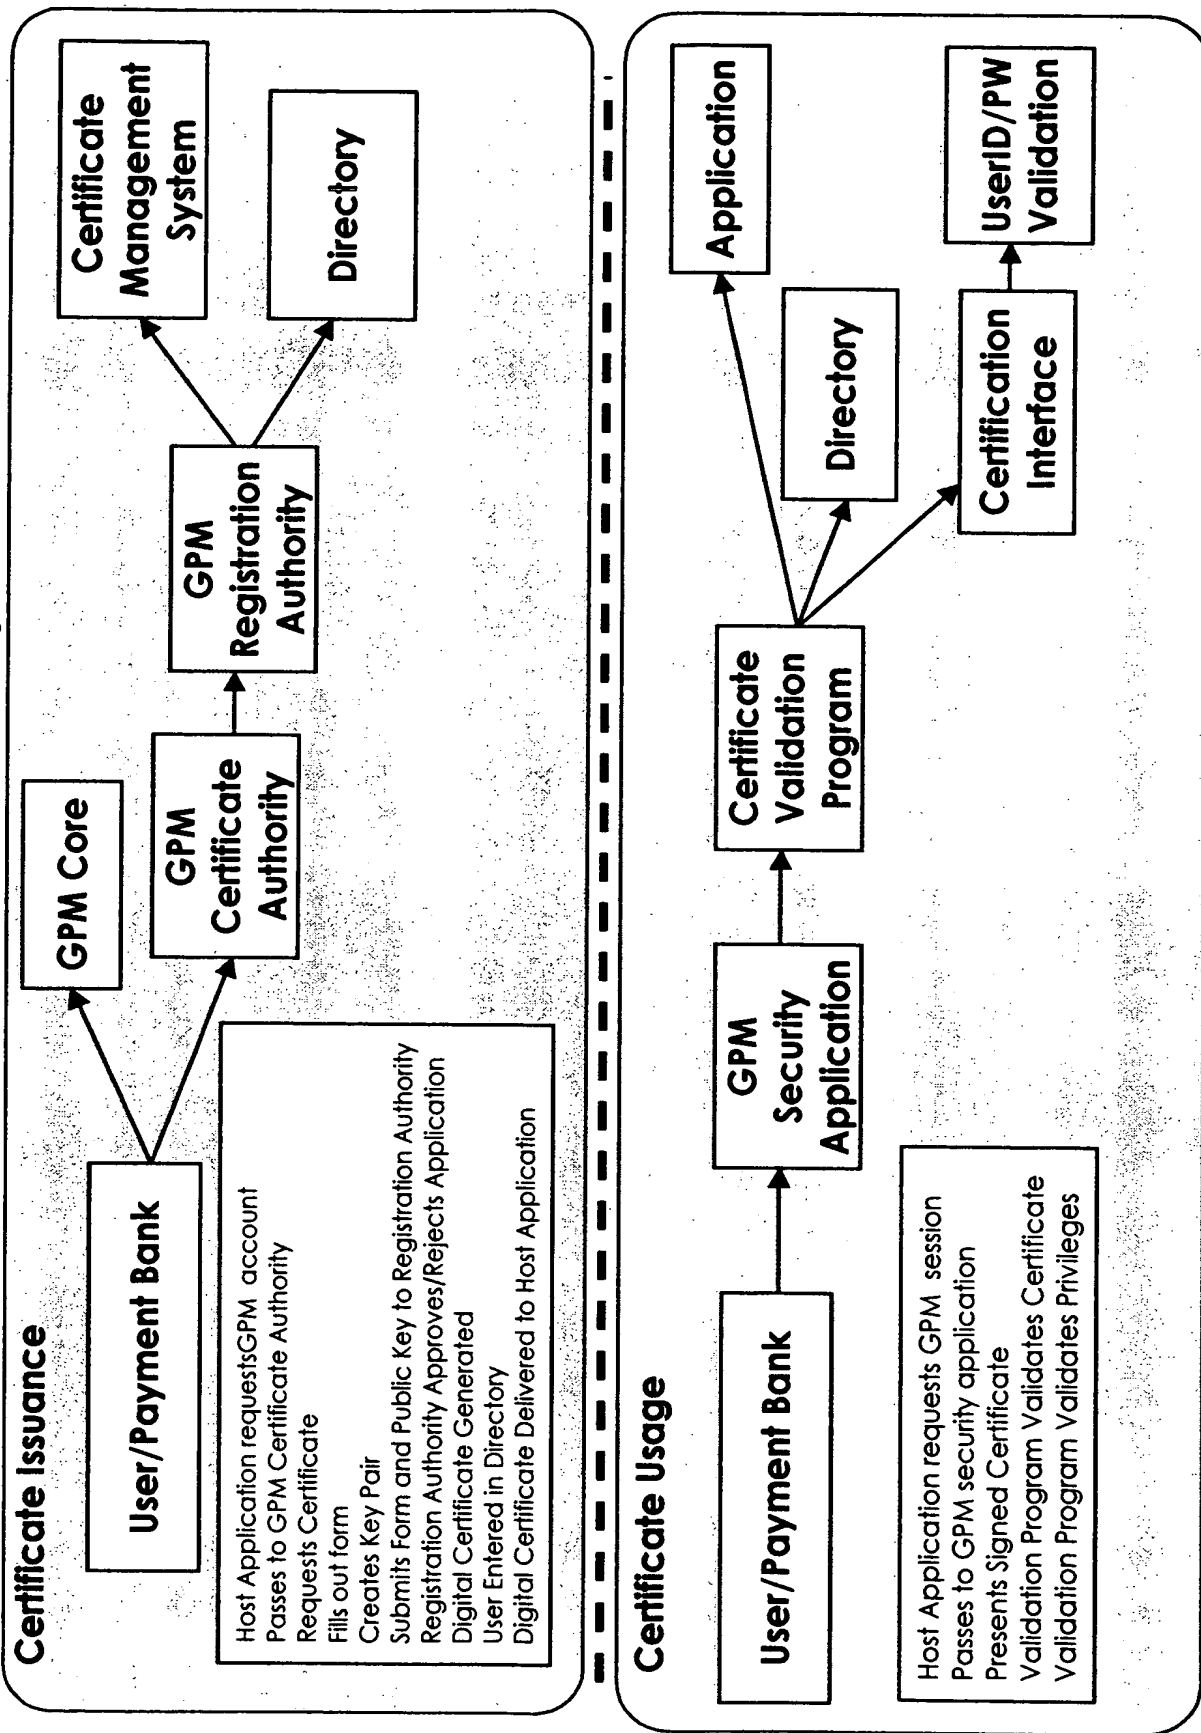 Certificate Issuance
User/Payment Bank
GPM Core
GPM
Certificate
Authority
GPM
Registration
Authority
Certificate
Management
System
Directory
Host Application requestsGPM account
Passes to GPM Certificate Authority
Requests Certificate
Fills out form
Creates Key Pair
Submits Form and Public Key to Registration Authority
Registration Authority Approves/Rejects Application
Digital Certificate Generated
User Entered in Directory
Digital Certificate Delivered to Host Application
Certificate Usage
User/Payment Bank
GPM
Security
Application
Certificate
Validation
Program
Application
Directory
Certification
Interface
UserID/PW
Validation
Host Application requests GPM session
Passes to GPM security application
Presents Signed Certificate
Validation Program Validates Certificate
Validation Program Validates Privileges